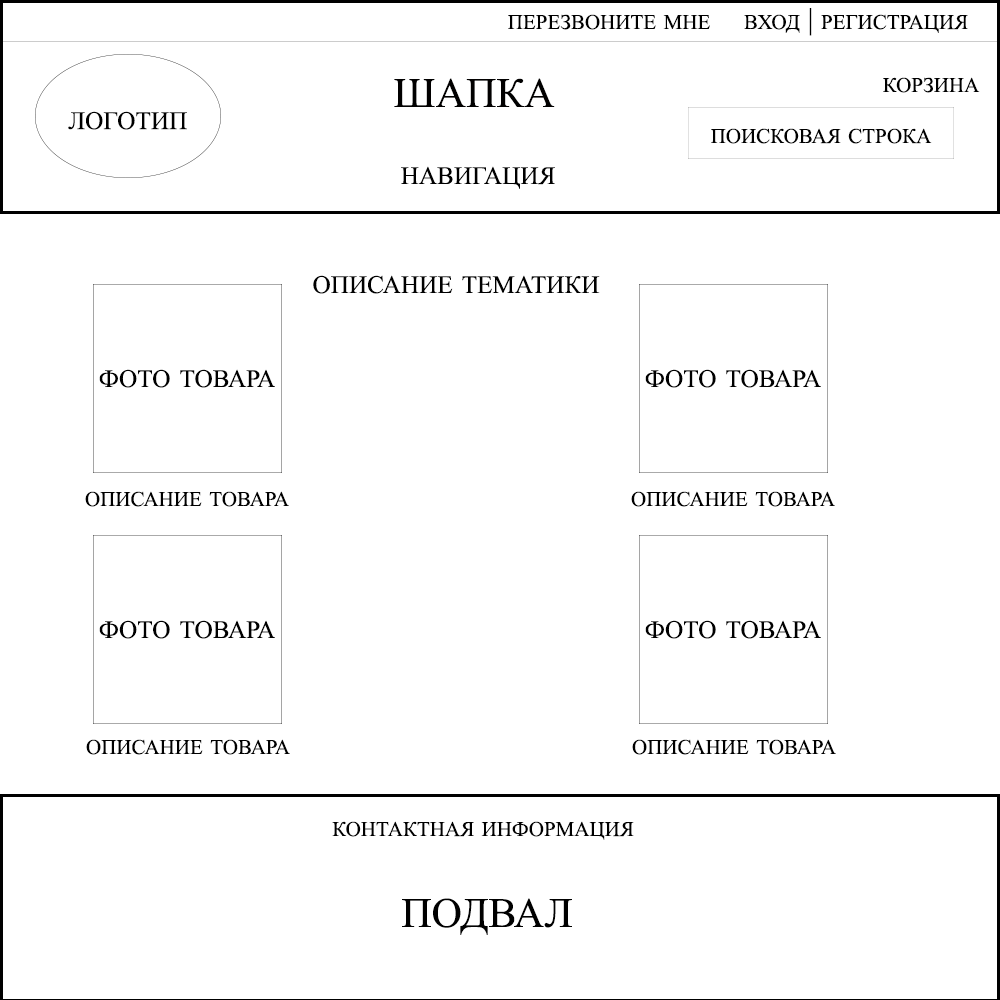 ПЕРЕЗВОНИТЕ МНЕ ВХОД | РЕГИСТРАЦИЯ
ЛОГОТИП
ШАПКА
НАВИГАЦИЯ
КОРЗИНА
ПОИСКОВАЯ СТРОКА
ОПИСАНИЕ ТЕМАТИКИ
ФОТО ТОВАРА
ФОТО ТОВАРА
ОПИСАНИЕ ТОВАРА
ОПИСАНИЕ ТОВАРА
ФОТО ТОВАРА
ФОТО ТОВАРА
ОПИСАНИЕ ТОВАРА
ОПИСАНИЕ ТОВАРА
КОНТАКТНАЯ ИНФОРМАЦИЯ
ПОДВАЛ